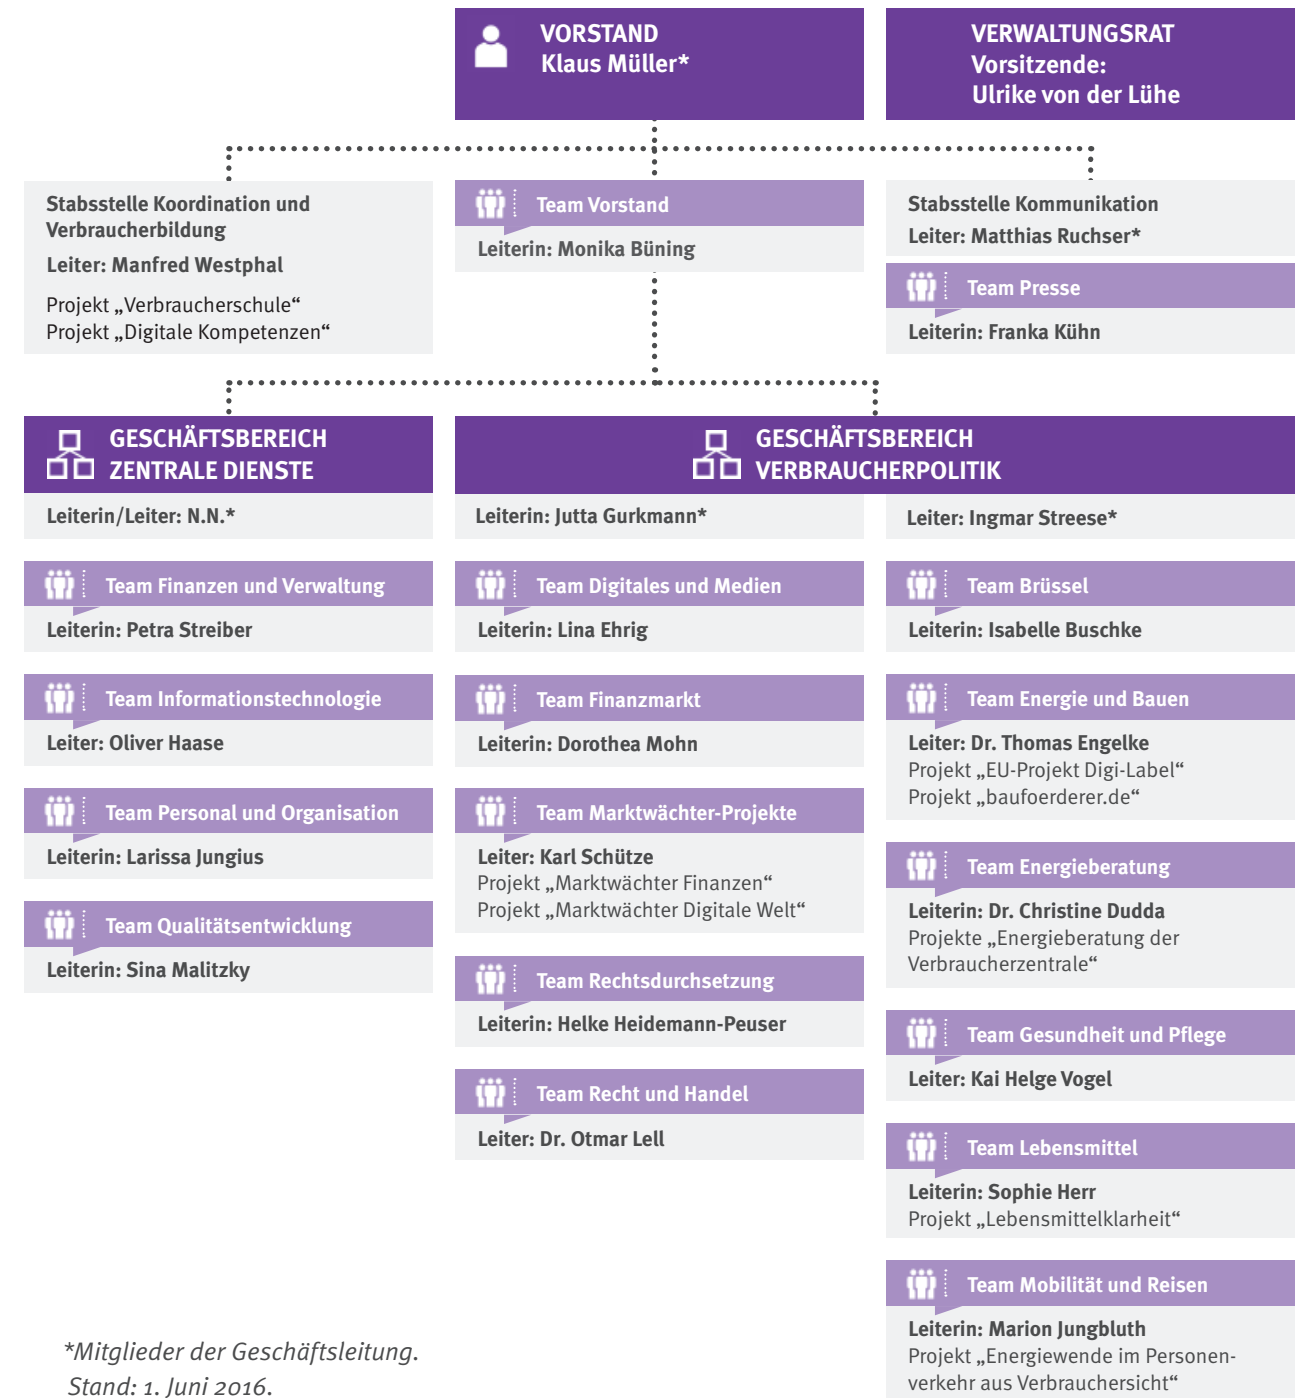 VORSTAND
Klaus Müller*
VERWALTUNGSRAT
Vorsitzende:
Ulrike von der Lühe
Stabsstelle Koordination und
Verbraucherbildung
Leiter: Manfred Westphal
Projekt „Verbraucherschule“
Projekt „Digitale Kompetenzen“
Team Vorstand
Leiterin: Monika Büning
Stabsstelle Kommunikation
Leiter: Matthias Ruchser*
Team Presse
Leiterin: Franka Kühn
GESCHÄFTSBEREICH
ZENTRALE DIENSTE
Leiterin/Leiter: N.N.*
Team Finanzen und Verwaltung
Leiterin: Petra Streiber
Team Informationstechnologie
Leiter: Oliver Haase
Team Personal und Organisation
Leiterin: Larissa Jungius
Team Qualitätsentwicklung
Leiterin: Sina Malitzky
GESCHÄFTSBEREICH
VERBRAUCHERPOLITIK
Leiterin: Jutta Gurkmann*
Team Digitales und Medien
Leiterin: Lina Ehrig
Team Finanzmarkt
Leiterin: Dorothea Mohn
Team Marktwächter-Projekte
Leiter: Karl Schütze
Projekt „Marktwächter Finanzen“
Projekt „Marktwächter Digitale Welt“
Team Rechtsdurchsetzung
Leiterin: Helke Heidemann-Peuser
Team Recht und Handel
Leiter: Dr. Otmar Lell
Leiter: Ingmar Streese*
Team Brüssel
Leiterin: Isabelle Buschke
Team Energie und Bauen
Leiter: Dr. Thomas Engelke
Projekt „EU-Projekt Digi-Label“
Projekt „baufoerderer.de“
Team Energieberatung
Leiterin: Dr. Christine Dudda
Projekte „Energieberatung der
Verbraucherzentrale“
Team Gesundheit und Pflege
Leiter: Kai Helge Vogel
Team Lebensmittel
Leiterin: Sophie Herr
Projekt „Lebensmittelklarheit“
Team Mobilität und Reisen
Leiterin: Marion Jungbluth
Projekt „Energiewende im Personen-
verkehr aus Verbrauchersicht“
*Mitglieder der Geschäftsleitung.
Stand: 1. Juni 2016.